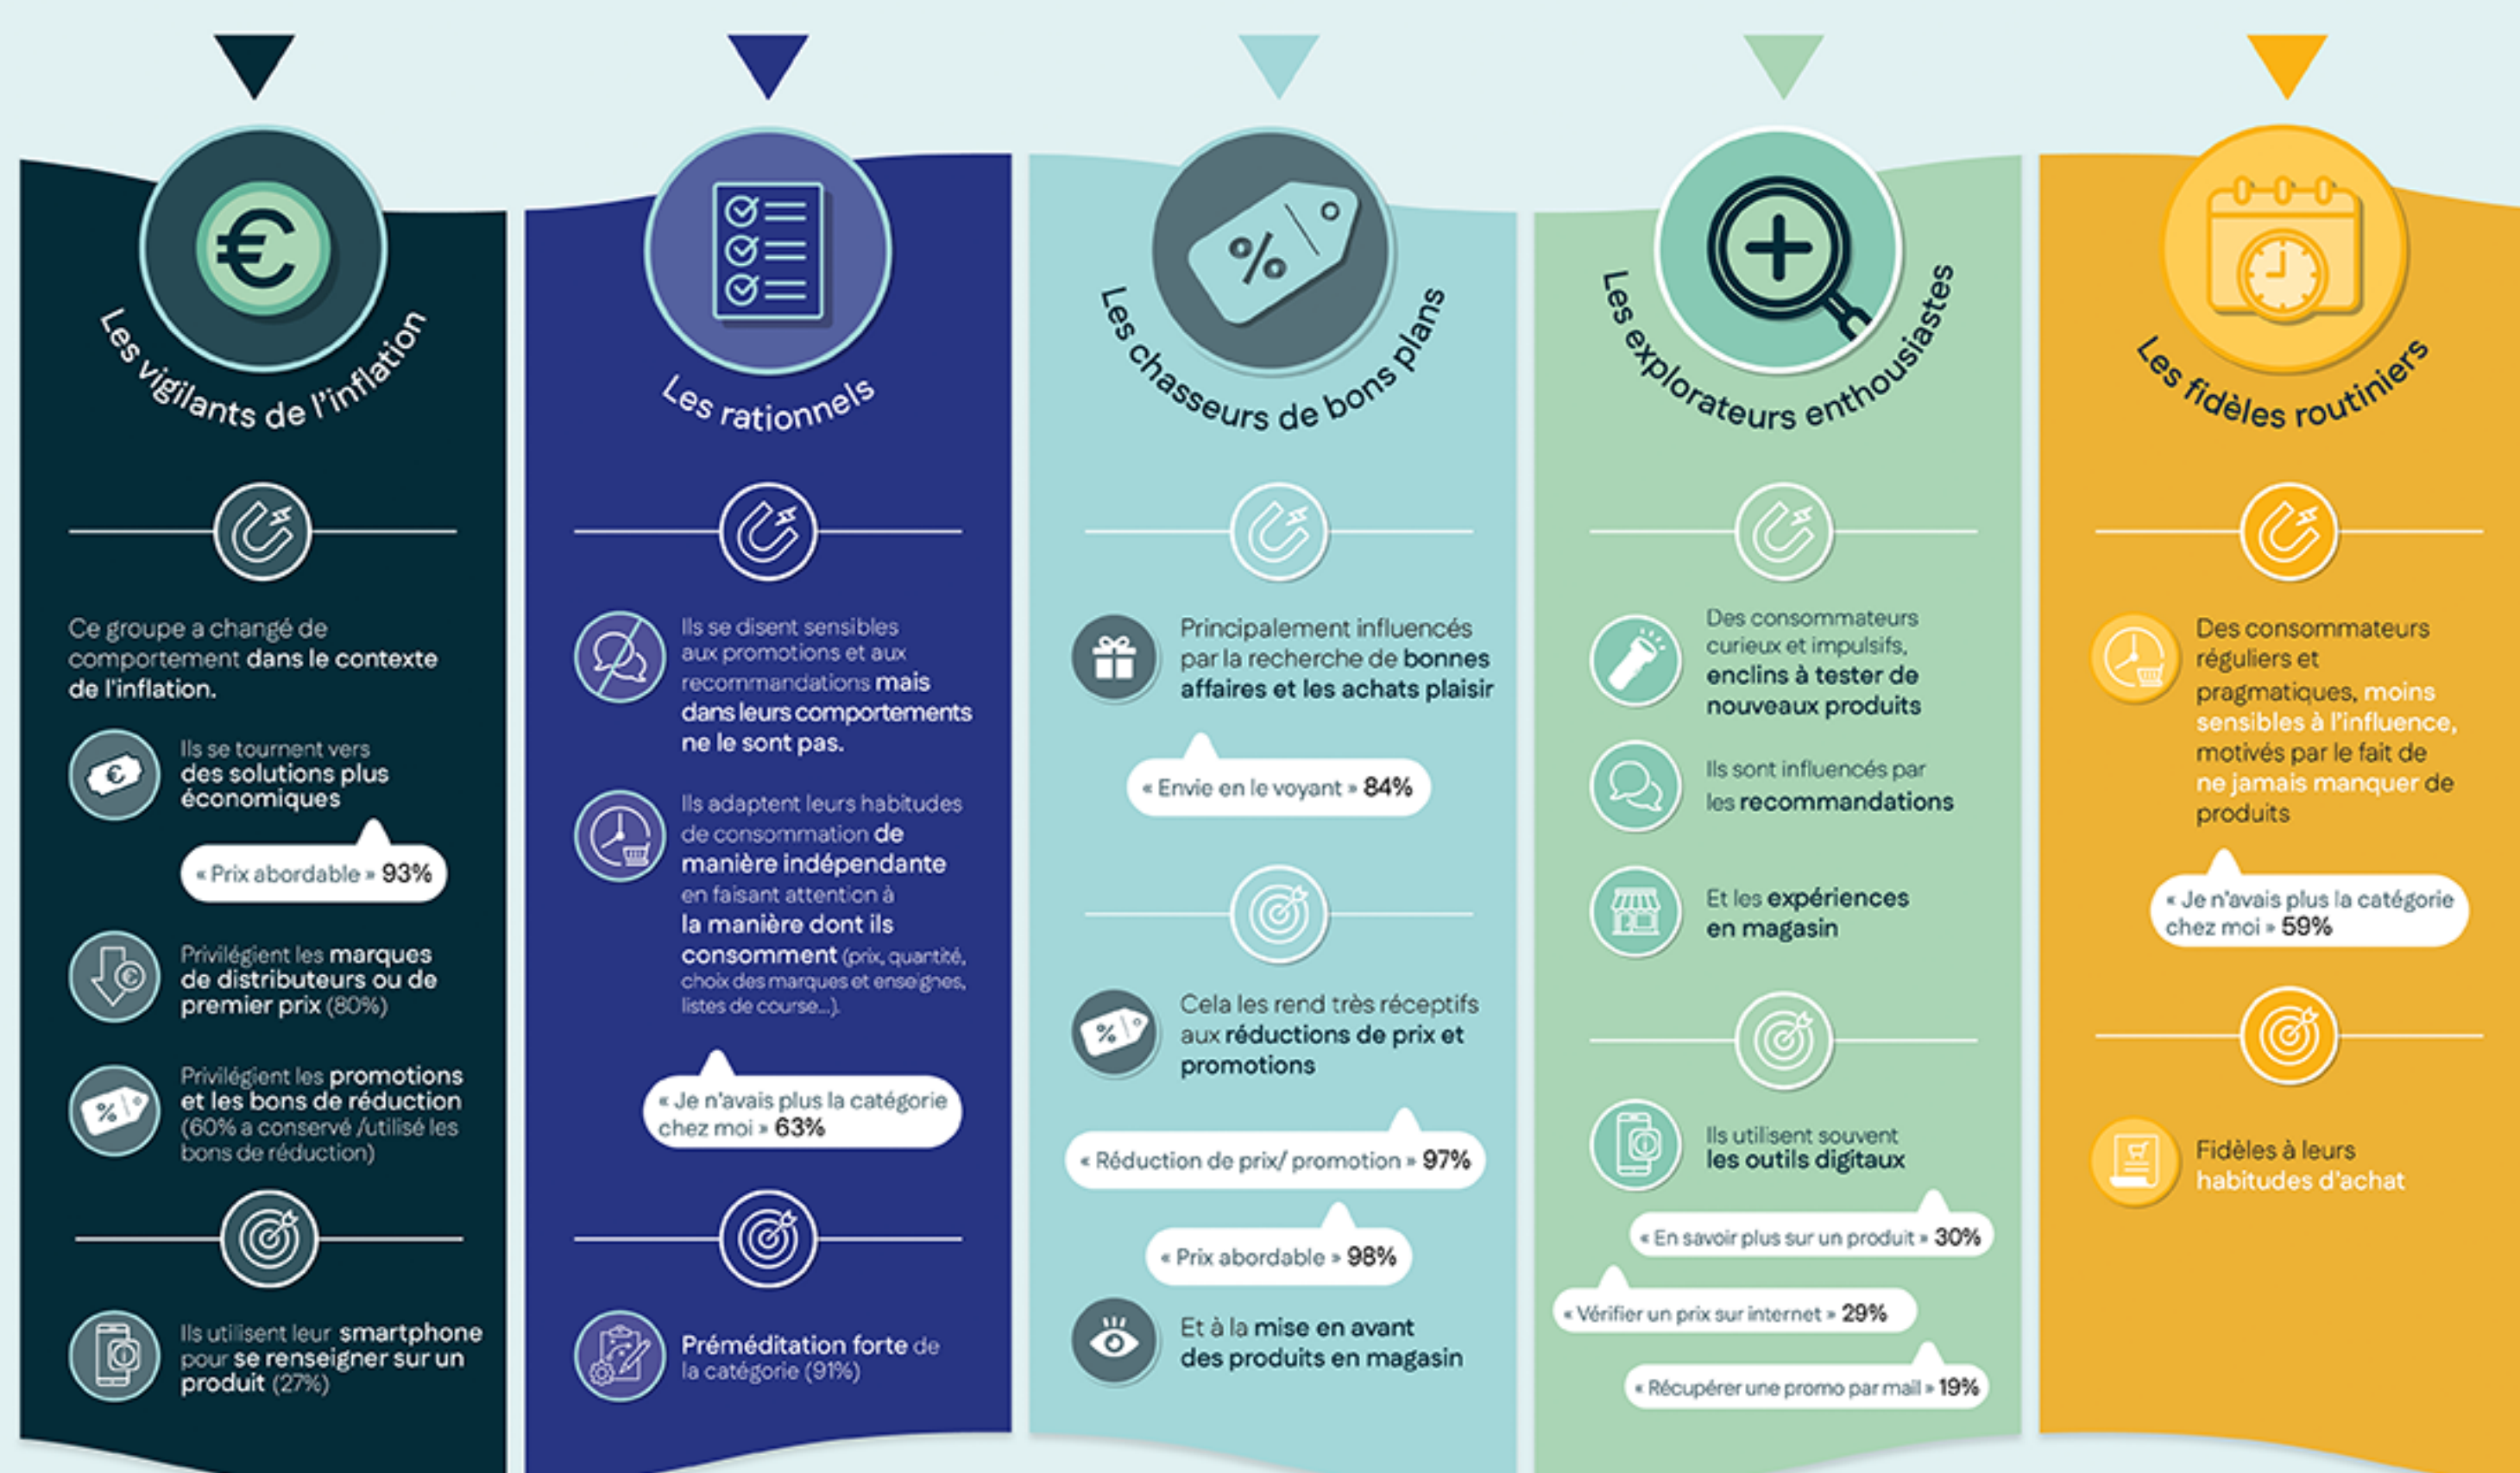 €
Les vigilants de l'inflation
Ce groupe a changé de
comportement dans le contexte
de l'inflation.
€
Ils se tournent vers
des solutions plus
économiques
« Prix abordable » 93%
€
Privilégient les marques
de distributeurs ou de
premier prix (80%)
%
Privilégient les promotions
et les bons de réduction
(60% a conservé /utilisé les
bons de réduction)
Ils utilisent leur smartphone
pour se renseigner sur un
produit (27%)
Les rationnels
Ils se disent sensibles
aux promotions et aux
recommandations mais
dans leurs comportements
ne le sont pas.
Ils adaptent leurs habitudes
de consommation de
manière indépendante
en faisant attention à
la manière dont ils
consomment (prix, quantité,
choix des marques et enseignes,
listes de course...).
« Je n'avais plus la catégorie
chez moi » 63%
Préméditation forte de
la catégorie (91%)
%
Les chasseurs de bons plans
Principalement influencés
par la recherche de bonnes
affaires et les achats plaisir
« Envie en le voyant » 84%
%
Cela les rend très réceptifs
aux réductions de prix et
promotions
« Réduction de prix/ promotion » 97%
« Prix abordable » 98%
Et à la mise en avant
des produits en magasin
Les explorateurs enthousiastes
Des consommateurs
curieux et impulsifs,
enclins à tester de
nouveaux produits
Ils sont influencés par
les recommandations
Et les expériences
en magasin
Ils utilisent souvent
les outils digitaux
« En savoir plus sur un produit » 30%
« Vérifier un prix sur internet » 29%
« Récupérer une promo par mail » 19%
Les fidèles routiniers
Des consommateurs
réguliers et
pragmatiques, moins
sensibles à l'influence,
motivés par le fait de
ne jamais manquer de
produits
« Je n'avais plus la catégorie
chez moi » 59%
Fidèles à leurs
habitudes d'achat